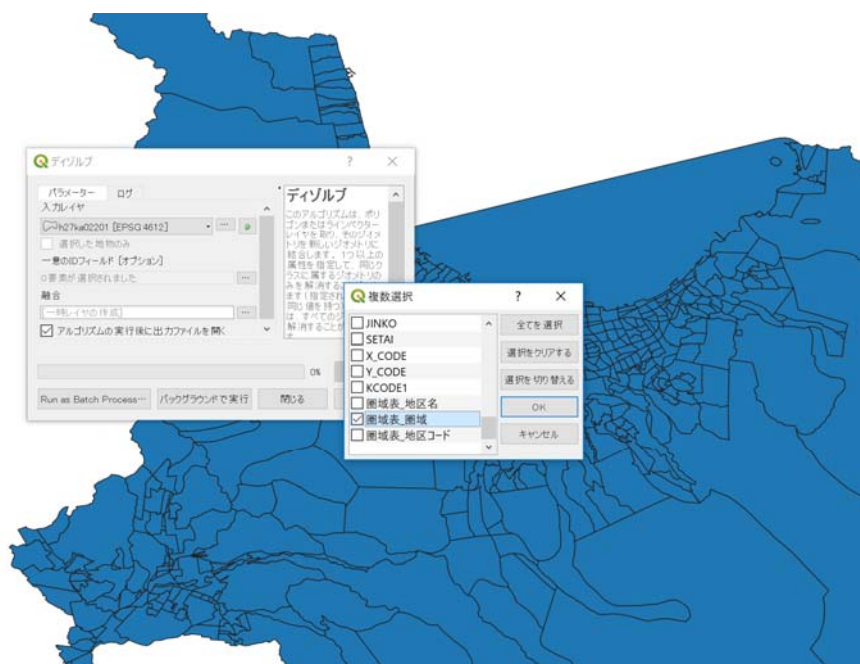 ディゾルブ
?
パラメーター
ログ
入力レイヤ
h27ka02201 [EPSG:4612]
選択した地物のみ
一意のIDフィールド [オプション]
0 要素が選択されました
融合
[一時レイヤの作成]
アルゴリズムの実行後に出力ファイルを開く
0%
Run as Batch Process…
バックグラウンドで実行
閉じる
ディゾルブ
このアルゴリズムは、ポリ
ゴンまたはラインベクター
レイヤを取り、そのジオメ
トリを新しいジオメトリに
結合します。1つ以上の
属性を指定して、同じク
ラスに属するジオメトリの
複数選択
?
JINKO
SETAI
X_CODE
Y_CODE
KCODE1
圏域表_地区名
圏域表_圏域
圏域表_地区コード
全てを選択
選択をクリアする
選択を切り替える
OK
キャンセル